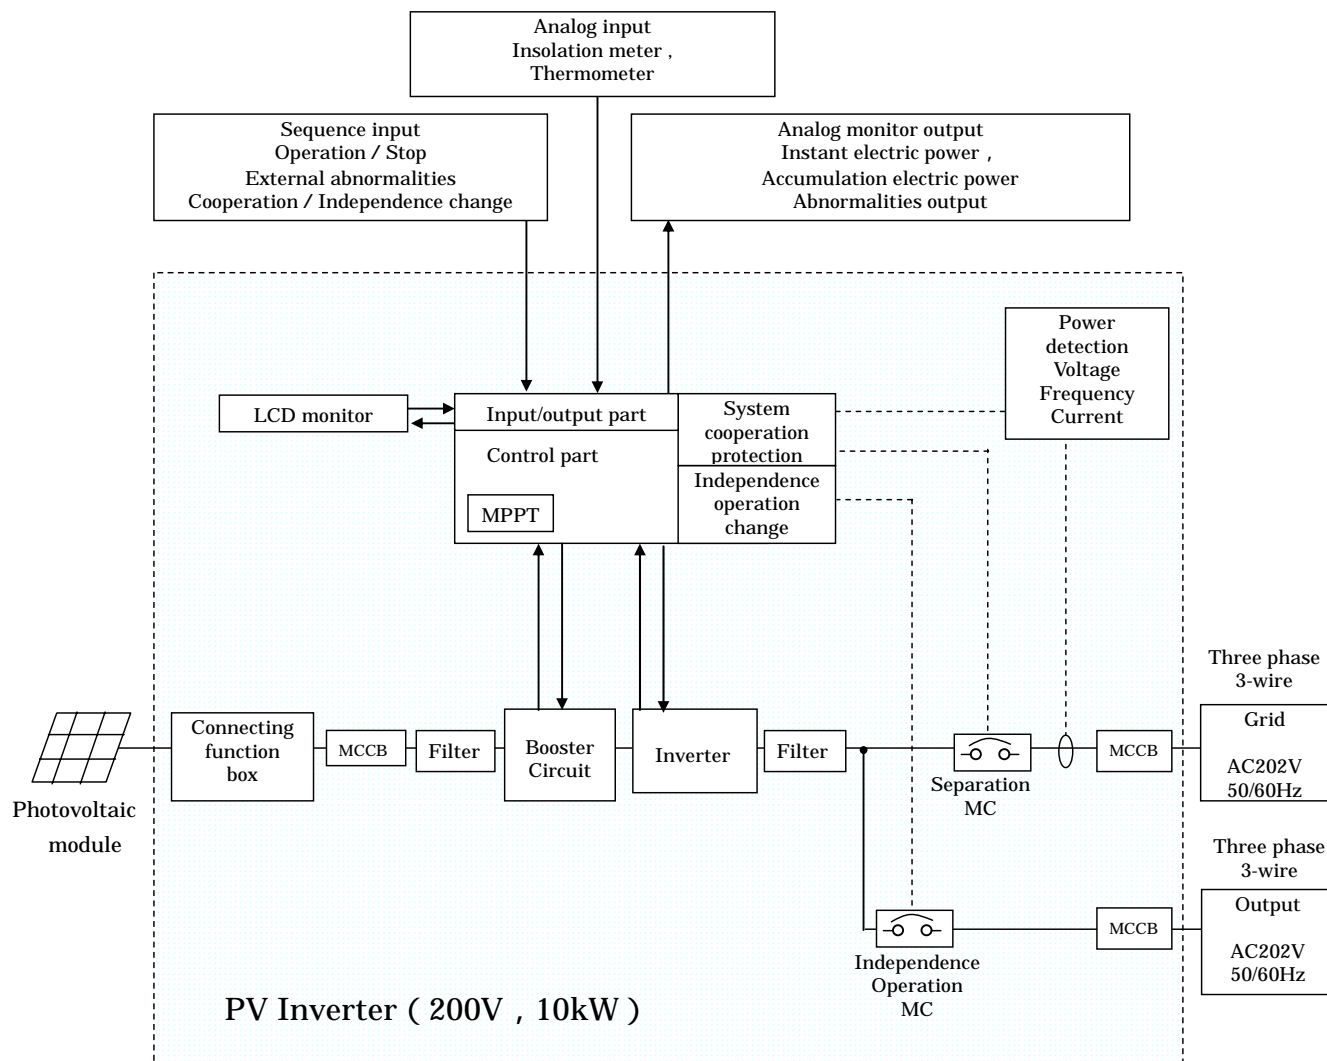 Analog input
Insolation meter ,
Thermometer
Sequence input
Operation / Stop
External abnormalities
Cooperation / Independence change
Analog monitor output
Instant electric power ,
Accumulation electric power
Abnormalities output
Power
detection
Voltage
Frequency
Current
LCD monitor
Input/output part
System
cooperation
protection
Control part
MPPT
Independence
operation
change
Three phase
3-wire
Photovoltaic
module
Connecting
function
box
MCCB
Filter
Booster
Circuit
Inverter
Filter
Separation
MC
MCCB
Grid
AC202V
50/60Hz
Three phase
3-wire
Independence
Operation
MC
MCCB
Output
AC202V
50/60Hz
PV Inverter ( 200V , 10kW )